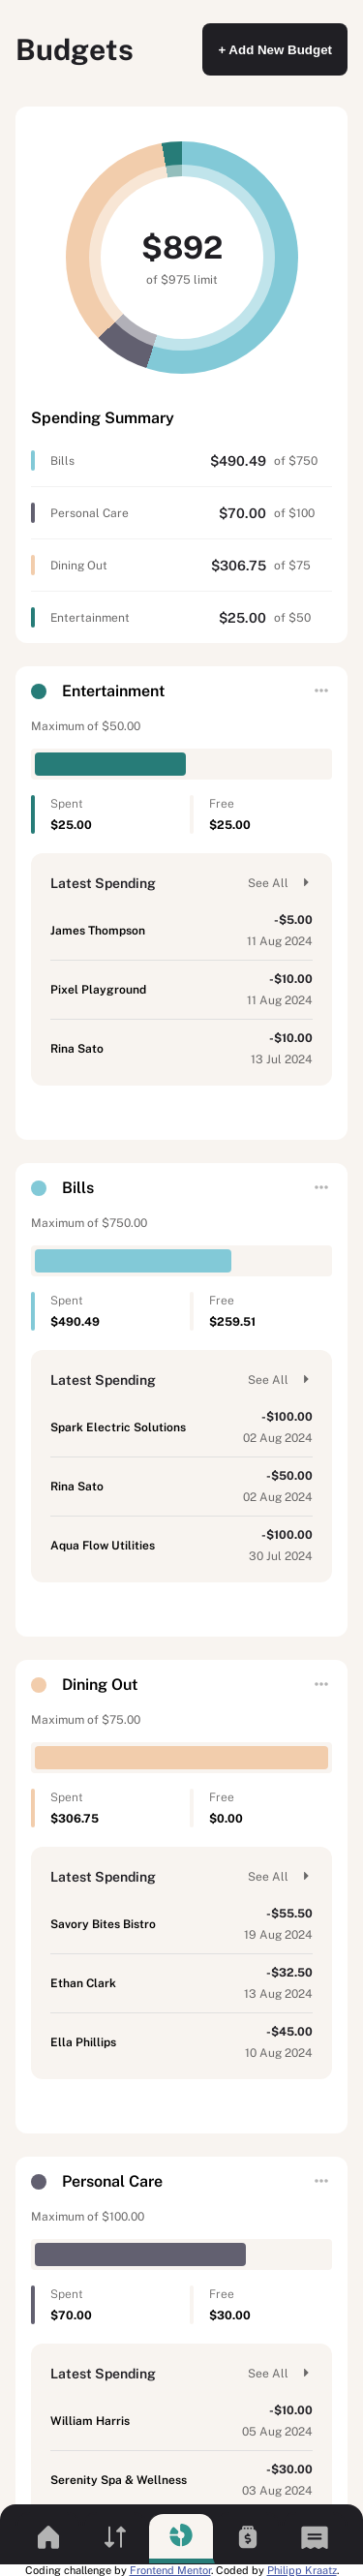 Budgets
+ Add New Budget
$892
of $975 limit
Spending Summary
Bills $490.49 of $750
Personal Care $70.00 of $100
Dining Out $306.75 of $75
Entertainment $25.00 of $50
Entertainment
Maximum of $50.00
Spent Free
$25.00 $25.00
Latest Spending See All
James Thompson -$5.00
11 Aug 2024
Pixel Playground -$10.00
11 Aug 2024
Rina Sato -$10.00
13 Jul 2024
Bills
Maximum of $750.00
Spent Free
$490.49 $259.51
Latest Spending See All
Spark Electric Solutions -$100.00
02 Aug 2024
Rina Sato -$50.00
02 Aug 2024
Aqua Flow Utilities -$100.00
30 Jul 2024
Dining Out
Maximum of $75.00
Spent Free
$306.75 $0.00
Latest Spending See All
Savory Bites Bistro -$55.50
19 Aug 2024
Ethan Clark -$32.50
13 Aug 2024
Ella Phillips -$45.00
10 Aug 2024
Personal Care
Maximum of $100.00
Spent Free
$70.00 $30.00
Latest Spending See All
William Harris -$10.00
05 Aug 2024
Serenity Spa & Wellness -$30.00
03 Aug 2024
Coding challenge by Frontend Mentor. Coded by Philipp Kraatz.